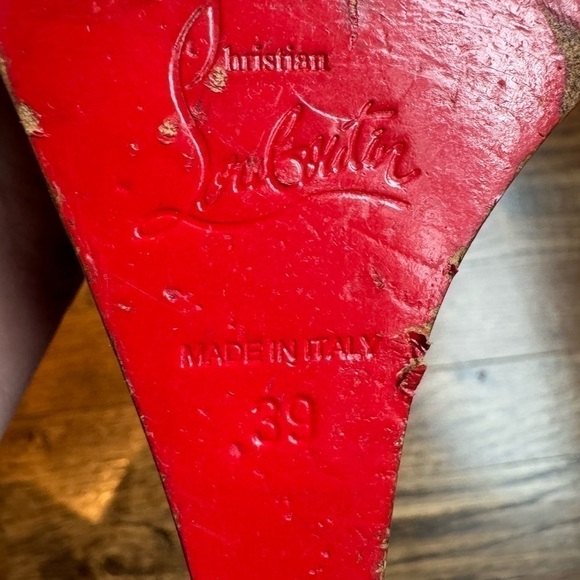 Christian
Louboutin
MADE IN ITALY
.39